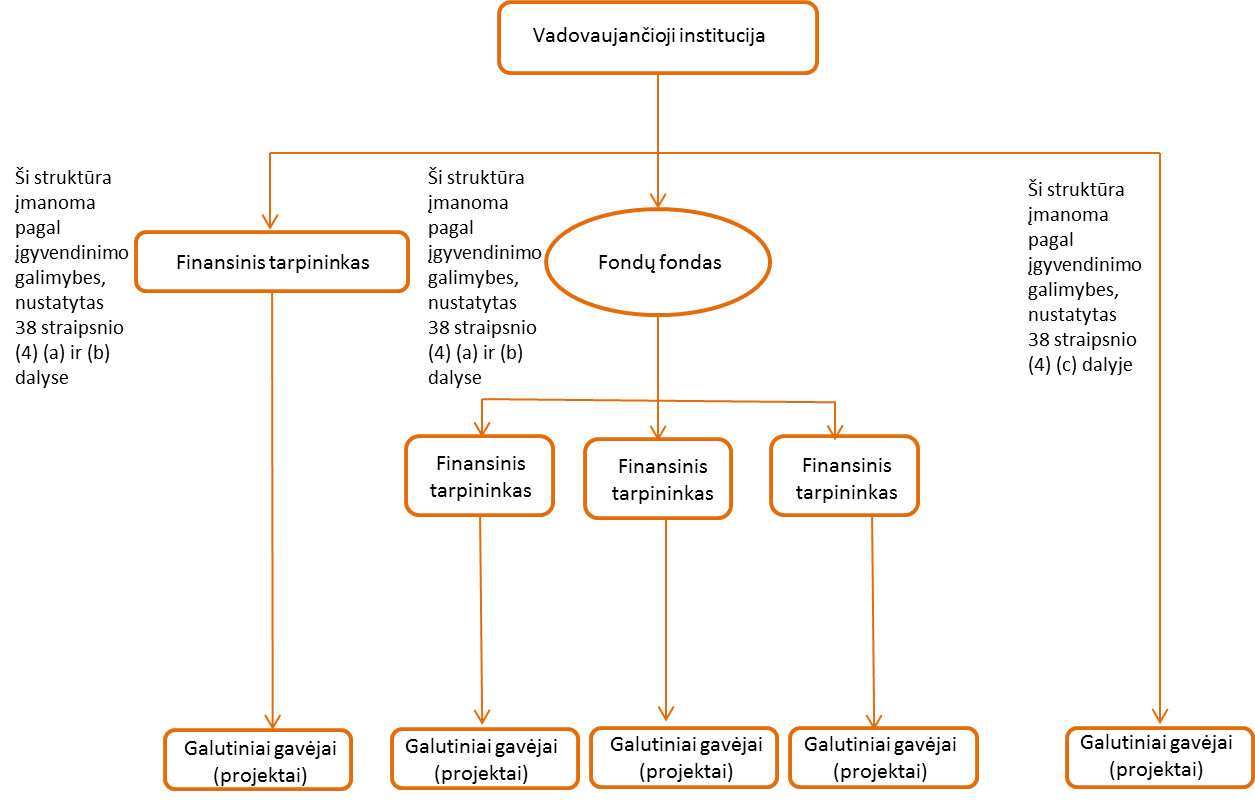 Vadovaujančioji institucija
Ši struktūra
įmanoma
pagal
įgyvendinimo
galimybes,
nustatytas
38 straipsnio
(4) (a) ir (b)
dalyse
Finansinis tarpininkas
Ši struktūra
įmanoma
pagal
įgyvendinimo
galimybes,
nustatytas
38 straipsnio
(4) (a) ir (b)
dalyse
Fondų fondas
Ši struktūra
įmanoma
pagal
įgyvendinimo
galimybes,
nustatytas
38 straipsnio
(4) (c) dalyje
Finansinis
tarpininkas
Finansinis
tarpininkas
Finansinis
tarpininkas
Galutiniai gavėjai
(projektai)
Galutiniai gavėjai
(projektai)
Galutiniai gavėjai
(projektai)
Galutiniai gavėjai
(projektai)
Galutiniai gavėjai
(projektai)